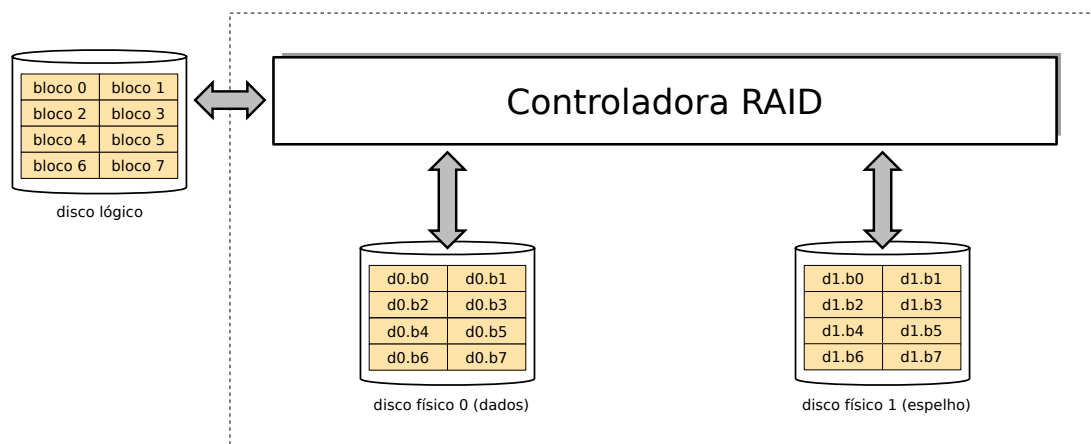 Controladora RAID
bloco 0 bloco 1
bloco 2 bloco 3
bloco 4 bloco 5
bloco 6 bloco 7
disco lógico
d0.b0 d0.b1
d0.b2 d0.b3
d0.b4 d0.b5
d0.b6 d0.b7
disco físico 0 (dados)
d1.b0 d1.b1
d1.b2 d1.b3
d1.b4 d1.b5
d1.b6 d1.b7
disco físico 1 (espelho)